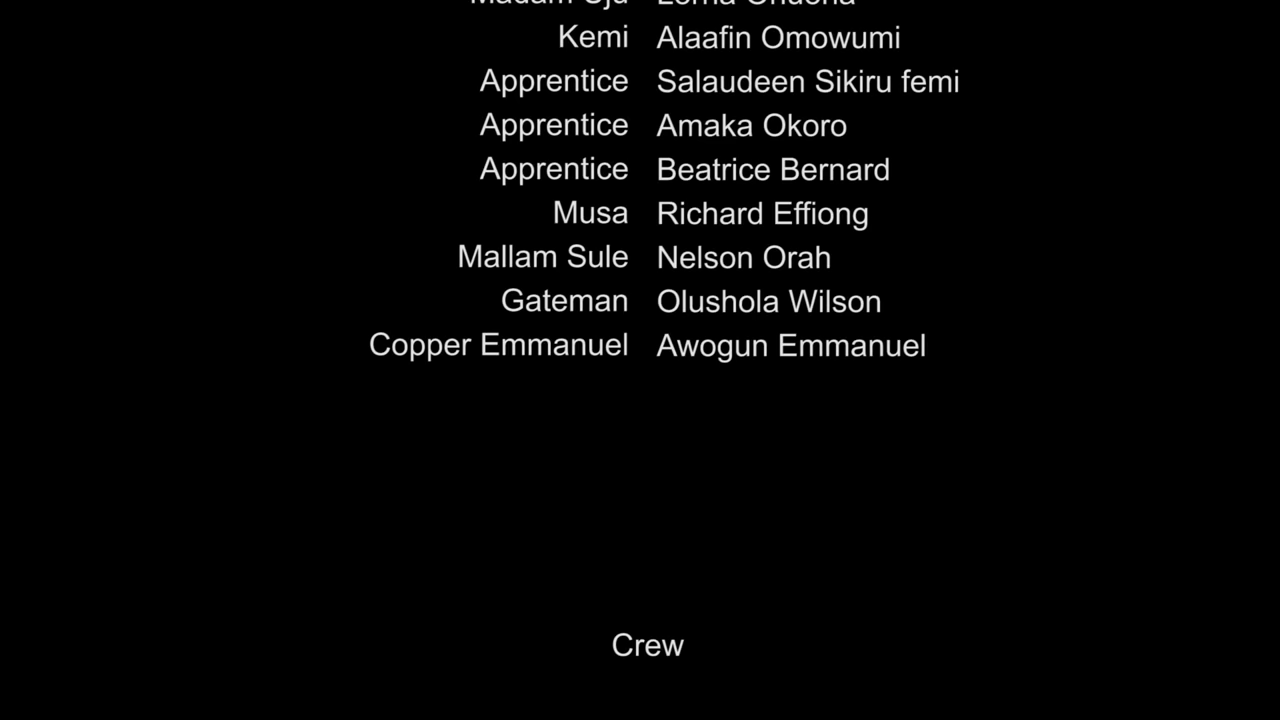 Kemi Alaafin Omowumi
Apprentice Salaudeen Sikiru femi
Apprentice Amaka Okoro
Apprentice Beatrice Bernard
Musa Richard Effiong
Mallam Sule Nelson Orah
Gateman Olushola Wilson
Copper Emmanuel Awogun Emmanuel
Crew